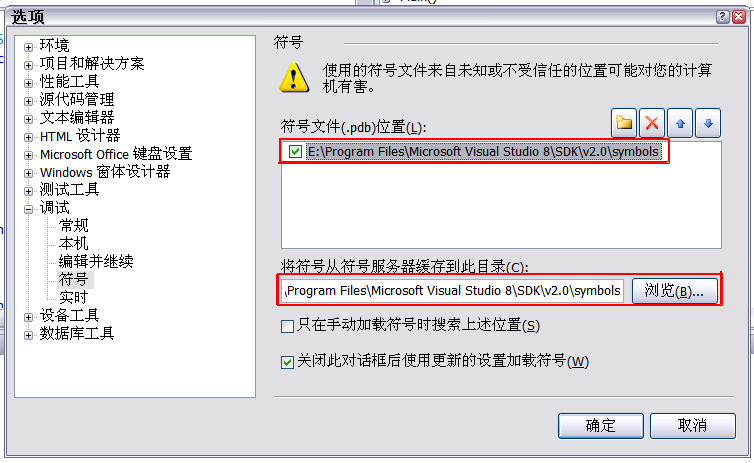 Main()
选项
环境
项目和解决方案
性能工具
源代码管理
文本编辑器
HTML 设计器
Microsoft Office 键盘设置
Windows 窗体设计器
测试工具
调试
常规
本机
编辑并继续
符号
实时
设备工具
数据库工具
符号
使用的符号文件来自未知或不受信任的位置可能对您的计算
机有害。
符号文件(.pdb)位置(L):
E:\Program Files\Microsoft Visual Studio 8\SDK\v2.0\symbols
将符号从符号服务器缓存到此目录(C):
\Program Files\Microsoft Visual Studio 8\SDK\v2.0\symbols
浏览(B)...
只在手动加载符号时搜索上述位置(S)
关闭此对话框后使用更新的设置加载符号(W)
确定
取消